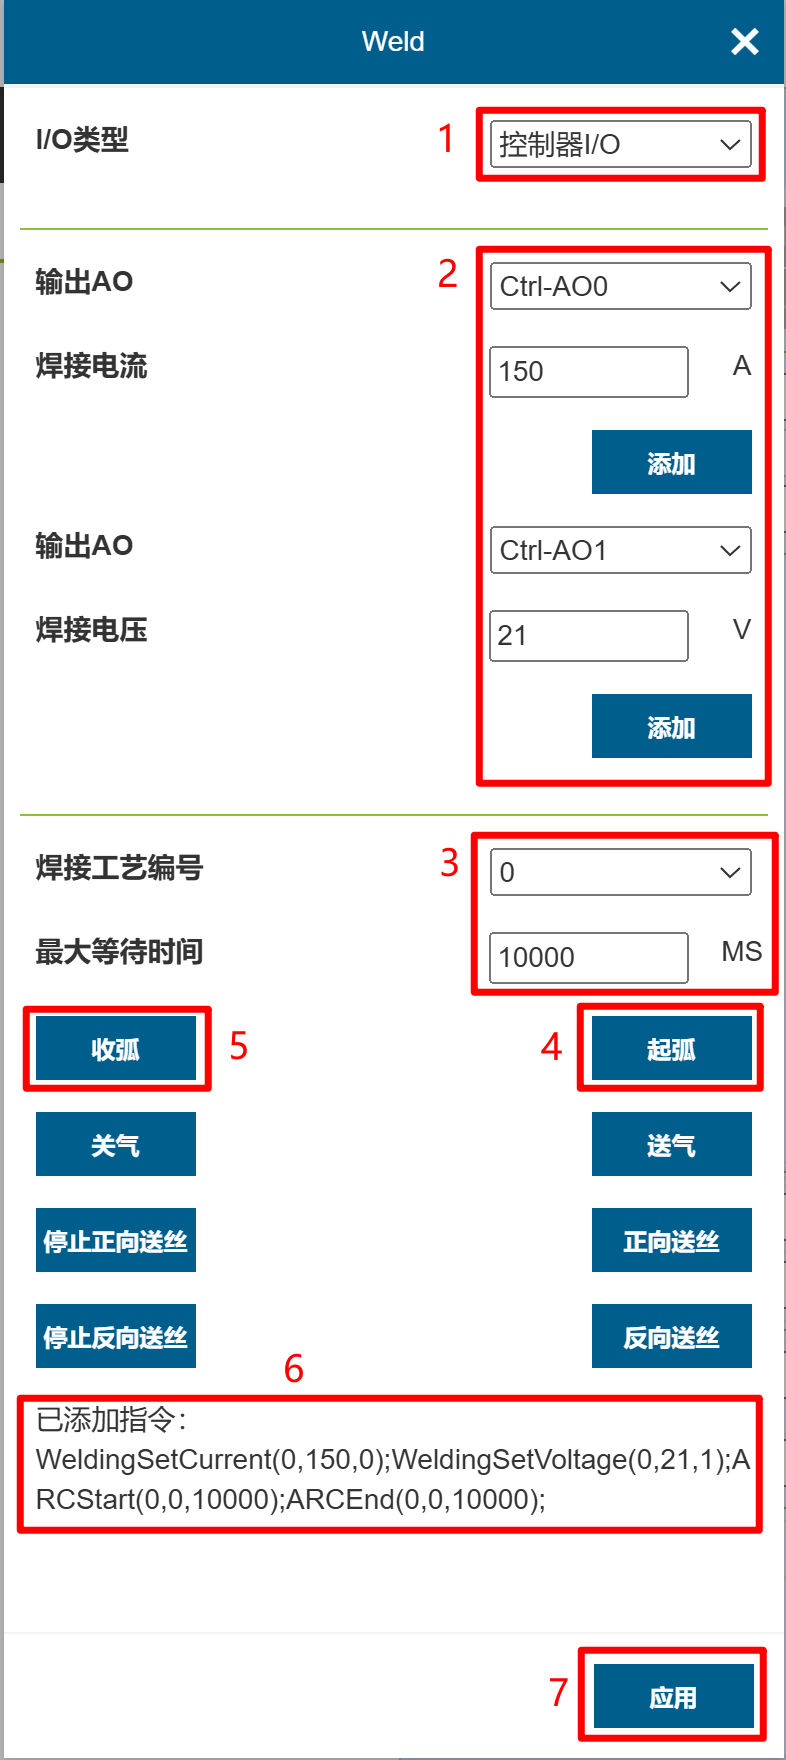 Weld
I/O类型
1
控制器I/O
输出AO
2
Ctrl-AO0
焊接电流
150
A
添加
输出AO
Ctrl-AO1
焊接电压
21
V
添加
焊接工艺编号
3
0
最大等待时间
10000
MS
收弧
5
4
起弧
关气
送气
停止正向送丝
正向送丝
停止反向送丝
反向送丝
6
已添加指令：
WeldingSetCurrent(0,150,0);WeldingSetVoltage(0,21,1);A
RCStart(0,0,10000);ARCEnd(0,0,10000);
7
应用